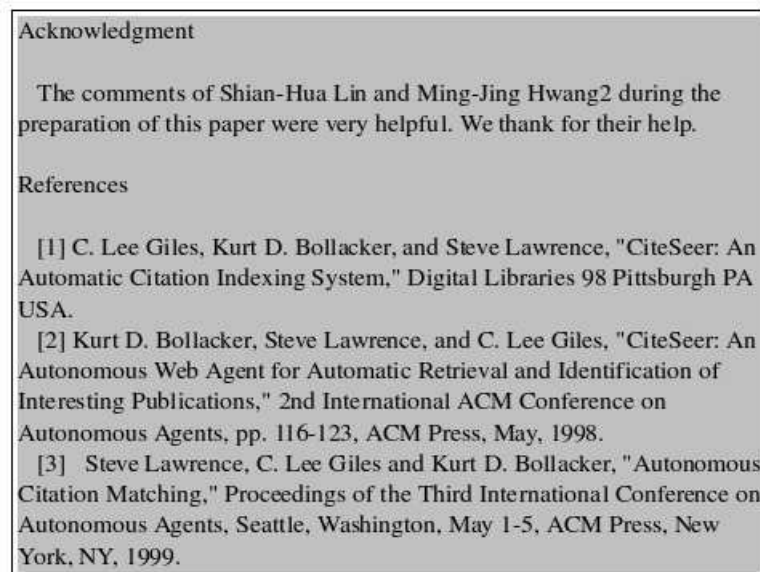 Acknowledgment
The comments of Shian-Hua Lin and Ming-Jing Hwang2 during the
preparation of this paper were very helpful. We thank for their help.
References
[1] C. Lee Giles, Kurt D. Bollacker, and Steve Lawrence, "CiteSeer: An
Automatic Citation Indexing System," Digital Libraries 98 Pittsburgh PA
USA.
[2] Kurt D. Bollacker, Steve Lawrence, and C. Lee Giles, "CiteSeer: An
Autonomous Web Agent for Automatic Retrieval and Identification of
Interesting Publications," 2nd International ACM Conference on
Autonomous Agents, pp. 116-123, ACM Press, May, 1998.
[3] Steve Lawrence, C. Lee Giles and Kurt D. Bollacker, "Autonomous
Citation Matching," Proceedings of the Third International Conference on
Autonomous Agents, Seattle, Washington, May 1-5, ACM Press, New
York, NY, 1999.